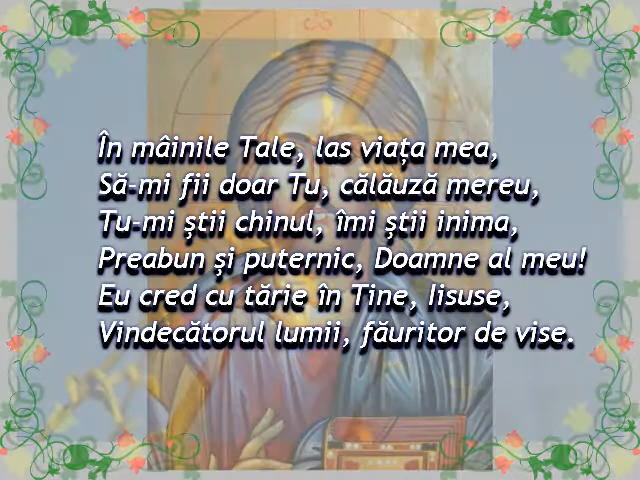 În mâinile Tale, las viața mea,
Să-mi fii doar Tu, călăuză mereu,
Tu-mi știi chinul, îmi știi inima,
Preabun și puternic, Doamne al meu!
Eu cred cu tărie în Tine, Iisuse,
Vindecătorul lumii, făuritor de vise.